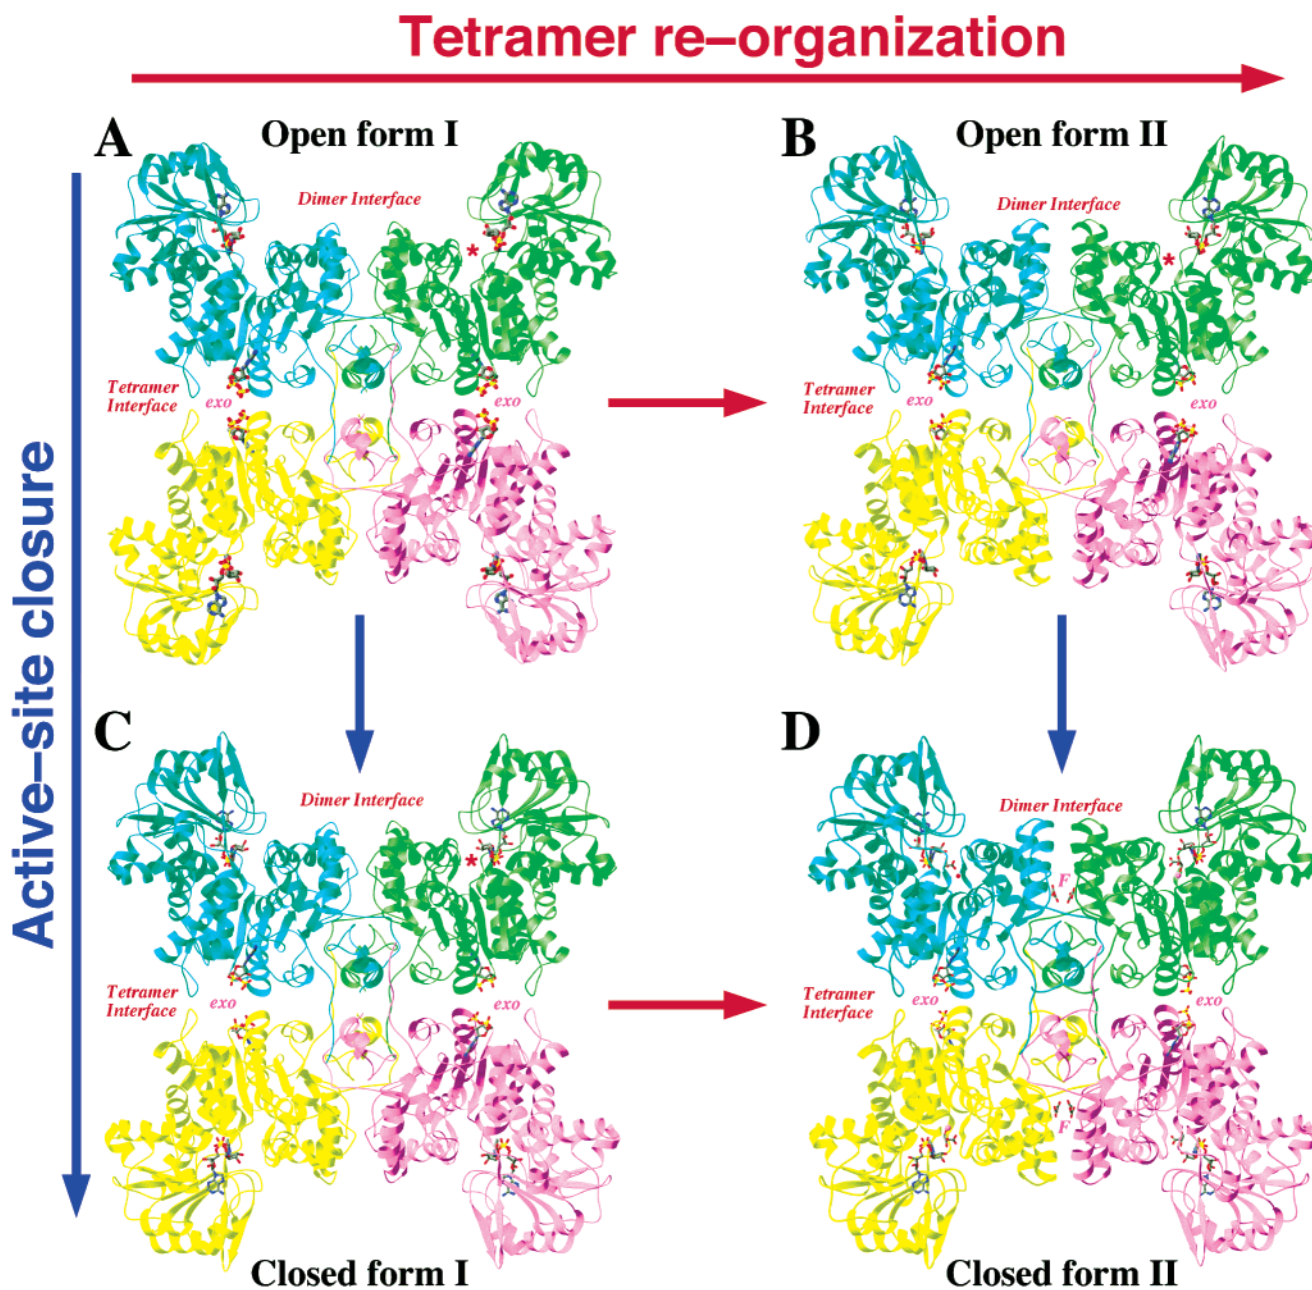 Tetramer re–organization
Active–site closure
A
Open form I
Dimer Interface
*
Tetramer
Interface
exo
exo
B
Open form II
Dimer Interface
*
Tetramer
Interface
exo
exo
C
Dimer Interface
*
Tetramer
Interface
exo
exo
Closed form I
D
Dimer Interface
F
Tetramer
Interface
exo
exo
F
Closed form II